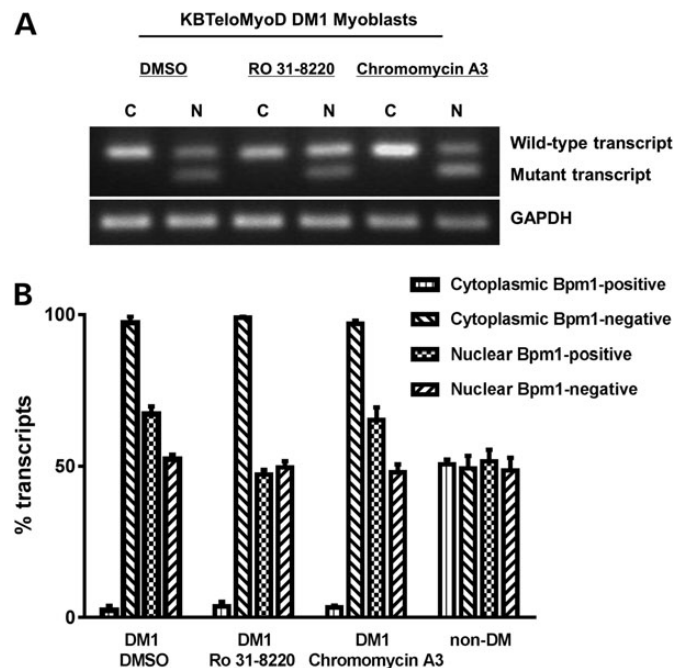 A
KBTeloMyoD DM1 Myoblasts
DMSO RO 31-8220 Chromomycin A3
C N C N C N
Wild-type transcript
Mutant transcript
GAPDH
B
Cytoplasmic Bpm1-positive
Cytoplasmic Bpm1-negative
Nuclear Bpm1-positive
Nuclear Bpm1-negative
100
50
0
% transcripts
DM1 DM1 DM1 non-DM
DMSO Ro 31-8220 Chromomycin A3